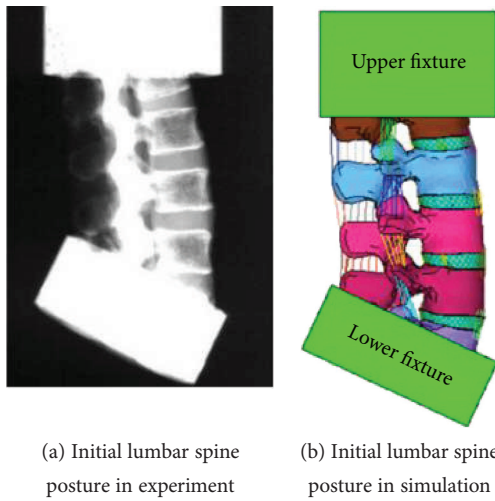 Upper fixture
Lower fixture
(a) Initial lumbar spine
posture in experiment
(b) Initial lumbar spine
posture in simulation